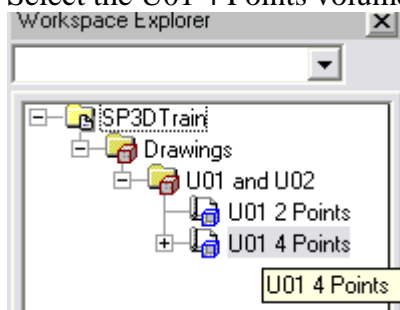 Select the U01 4 Points volume
Workspace Explorer
SP3DTrain
Drawings
U01 and U02
U01 2 Points
U01 4 Points
U01 4 Points